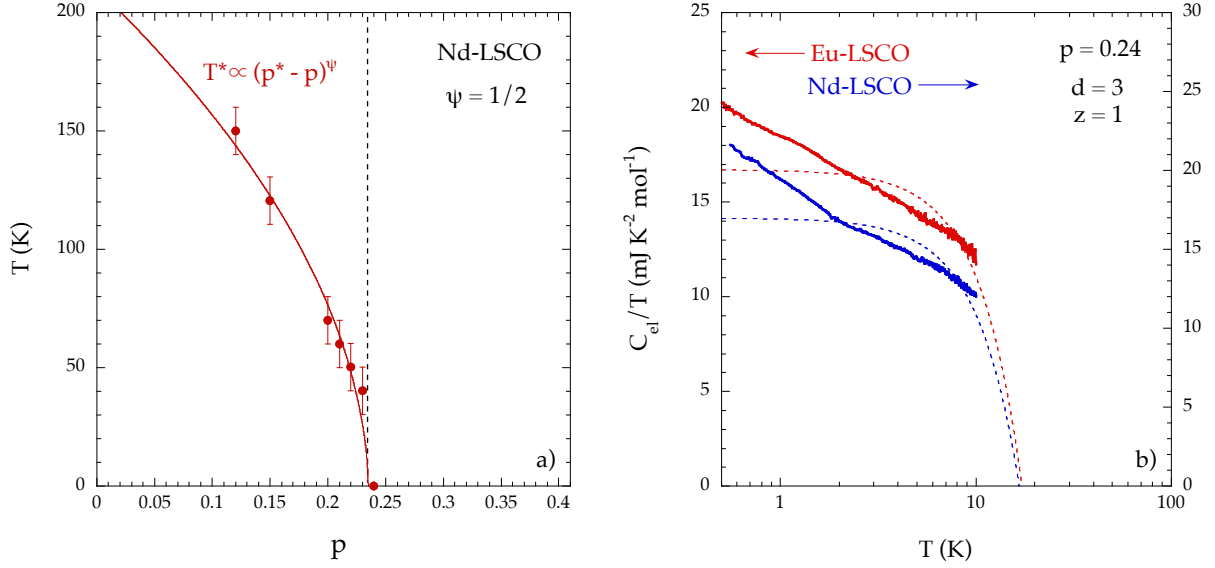 200
150
100
50
0
T (K)
0
0.05
0.1
0.15
0.2
0.25
0.3
0.35
0.4
p
T*∝ (p* - p)^ψ
Nd-LSCO
ψ = 1/2
a)
25
20
15
10
5
0
C_el/T (mJ K^-2 mol^-1)
Eu-LSCO
Nd-LSCO
p = 0.24
d = 3
z = 1
b)
30
25
20
15
10
5
0
1
10
100
T (K)